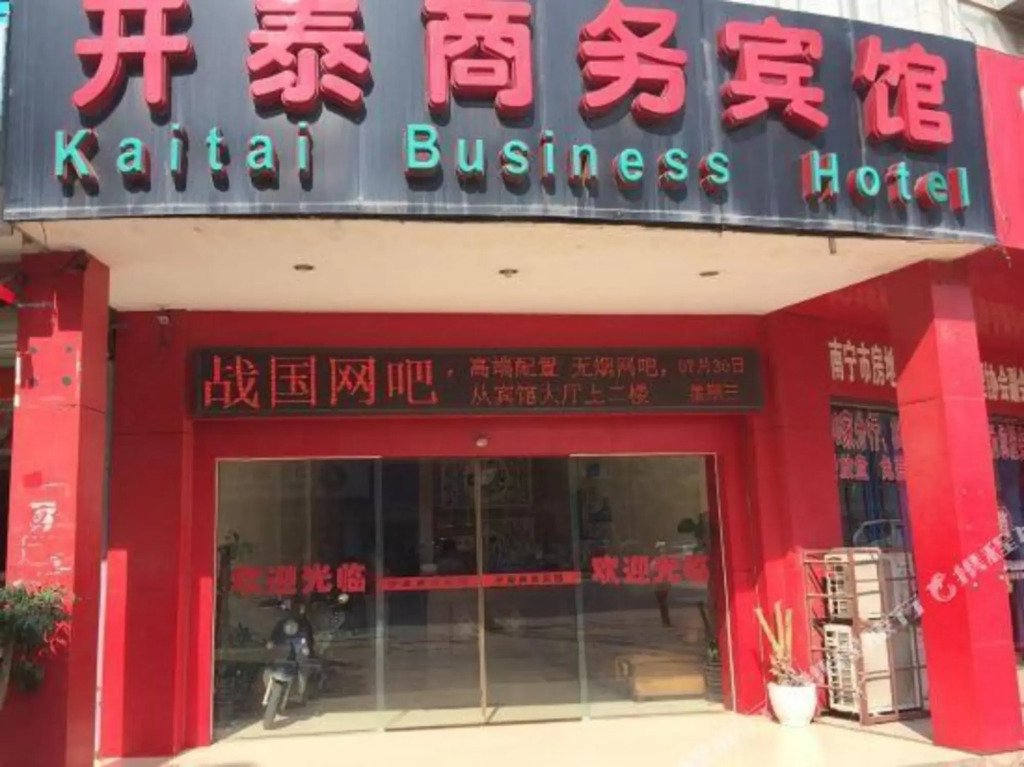 开泰商务宾馆
Kaitai Business Hotel
战国网吧，高端配置 无烟网吧，07月30日
从宾馆大厅上二楼 星期三
南宁市房地
欢迎光临
欢迎光临